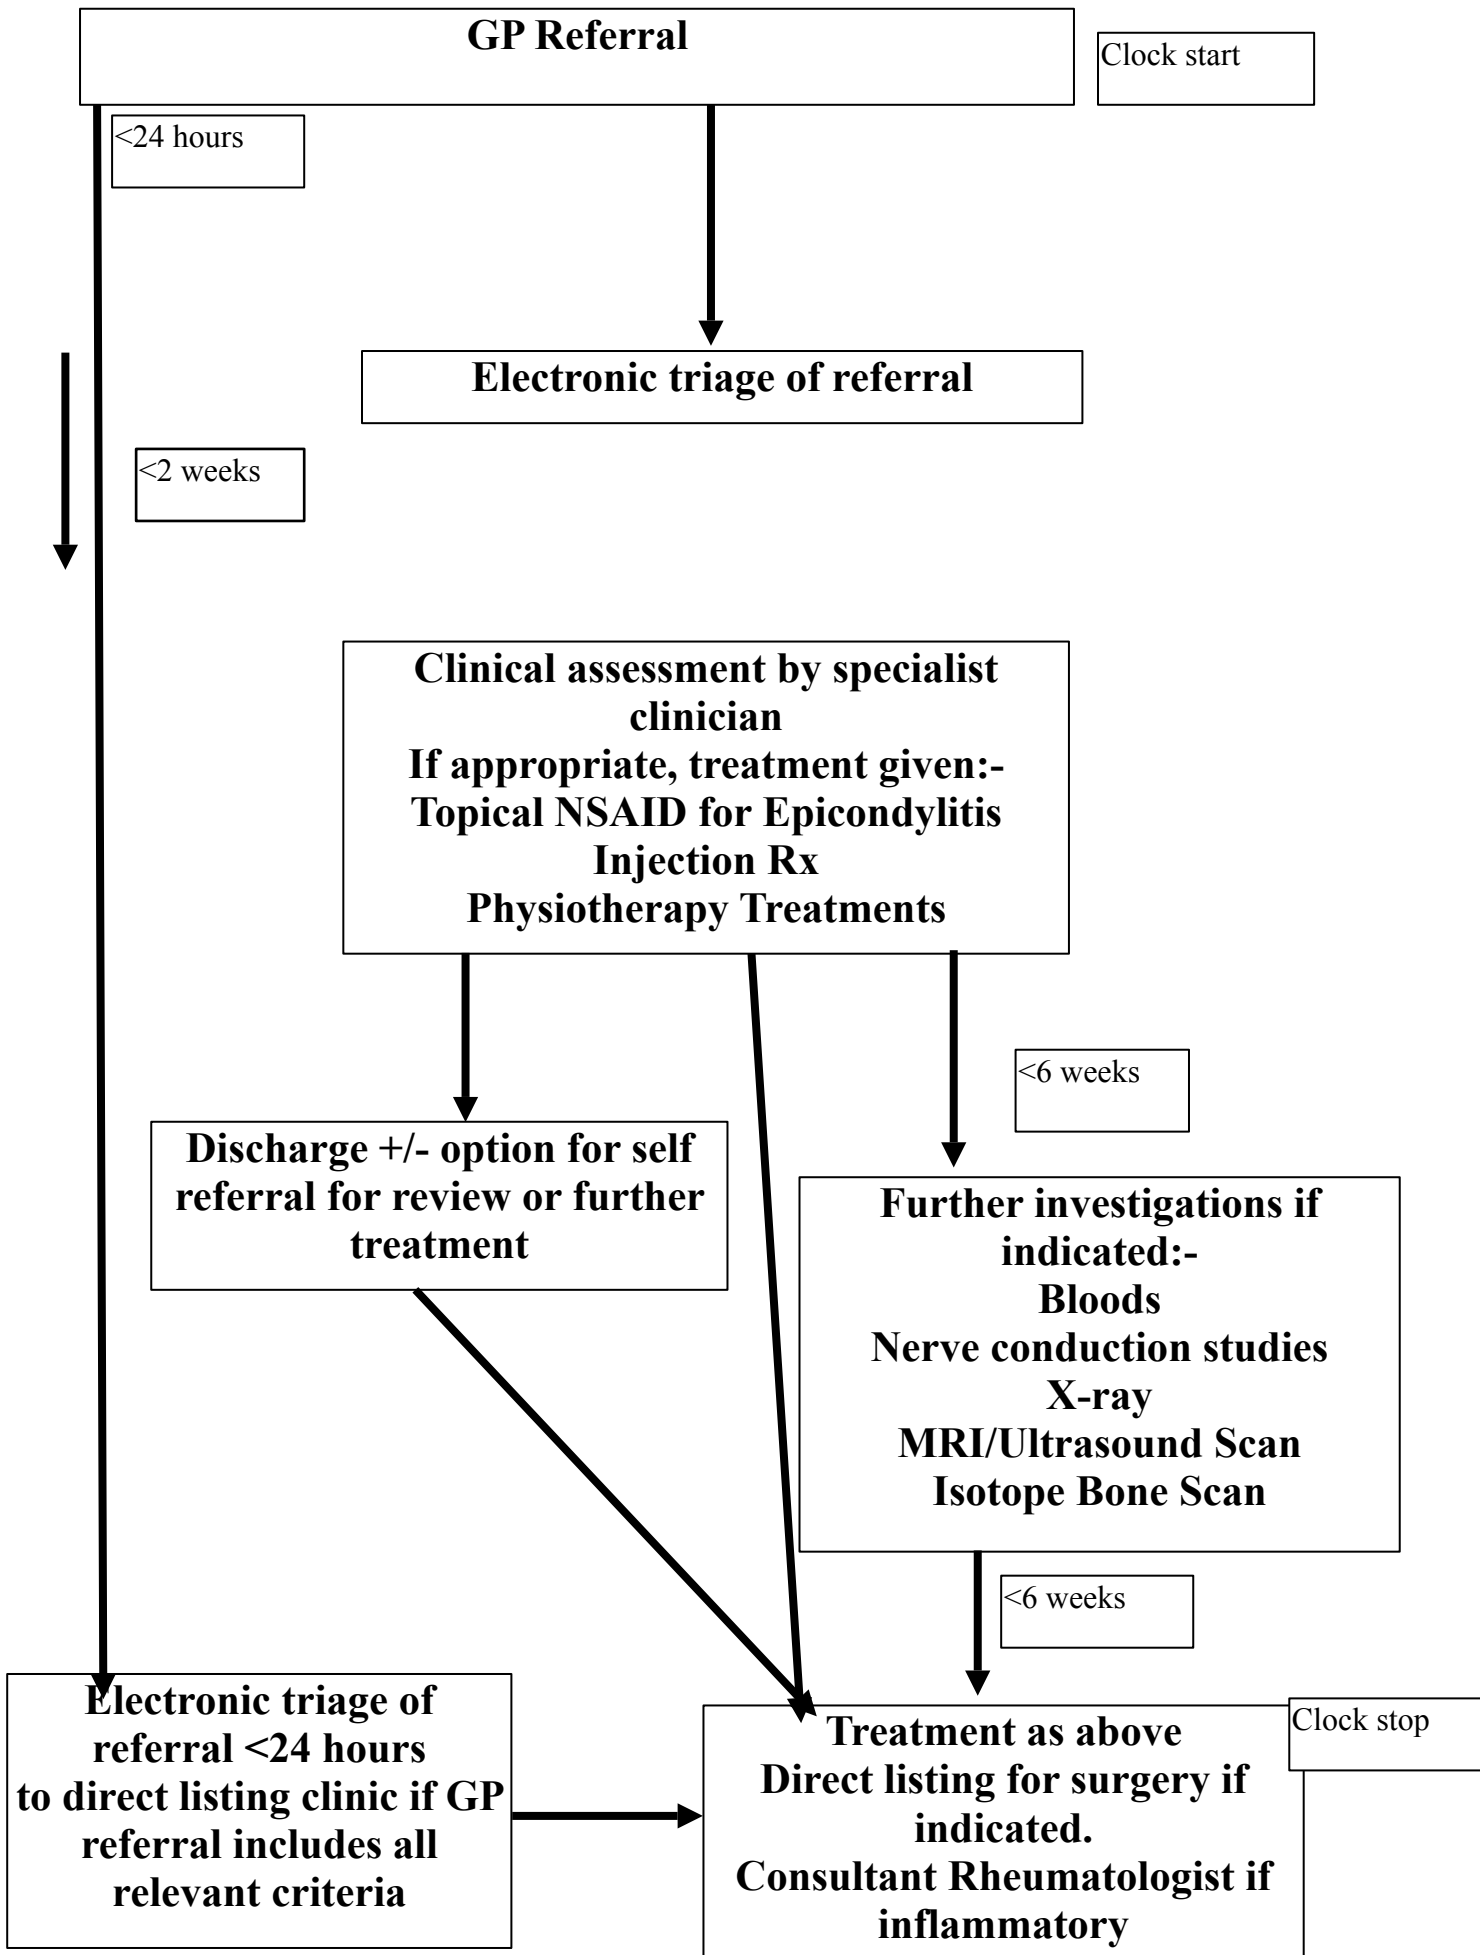 GP Referral
Clock start
<24 hours
Electronic triage of referral
<2 weeks
Clinical assessment by specialist
clinician
If appropriate, treatment given:-
Topical NSAID for Epicondylitis
Injection Rx
Physiotherapy Treatments
<6 weeks
Discharge +/- option for self
referral for review or further
treatment
Further investigations if
indicated:-
Bloods
Nerve conduction studies
X-ray
MRI/Ultrasound Scan
Isotope Bone Scan
<6 weeks
Electronic triage of
referral <24 hours
to direct listing clinic if GP
referral includes all
relevant criteria
Treatment as above
Direct listing for surgery if
indicated.
Consultant Rheumatologist if
inflammatory
Clock stop